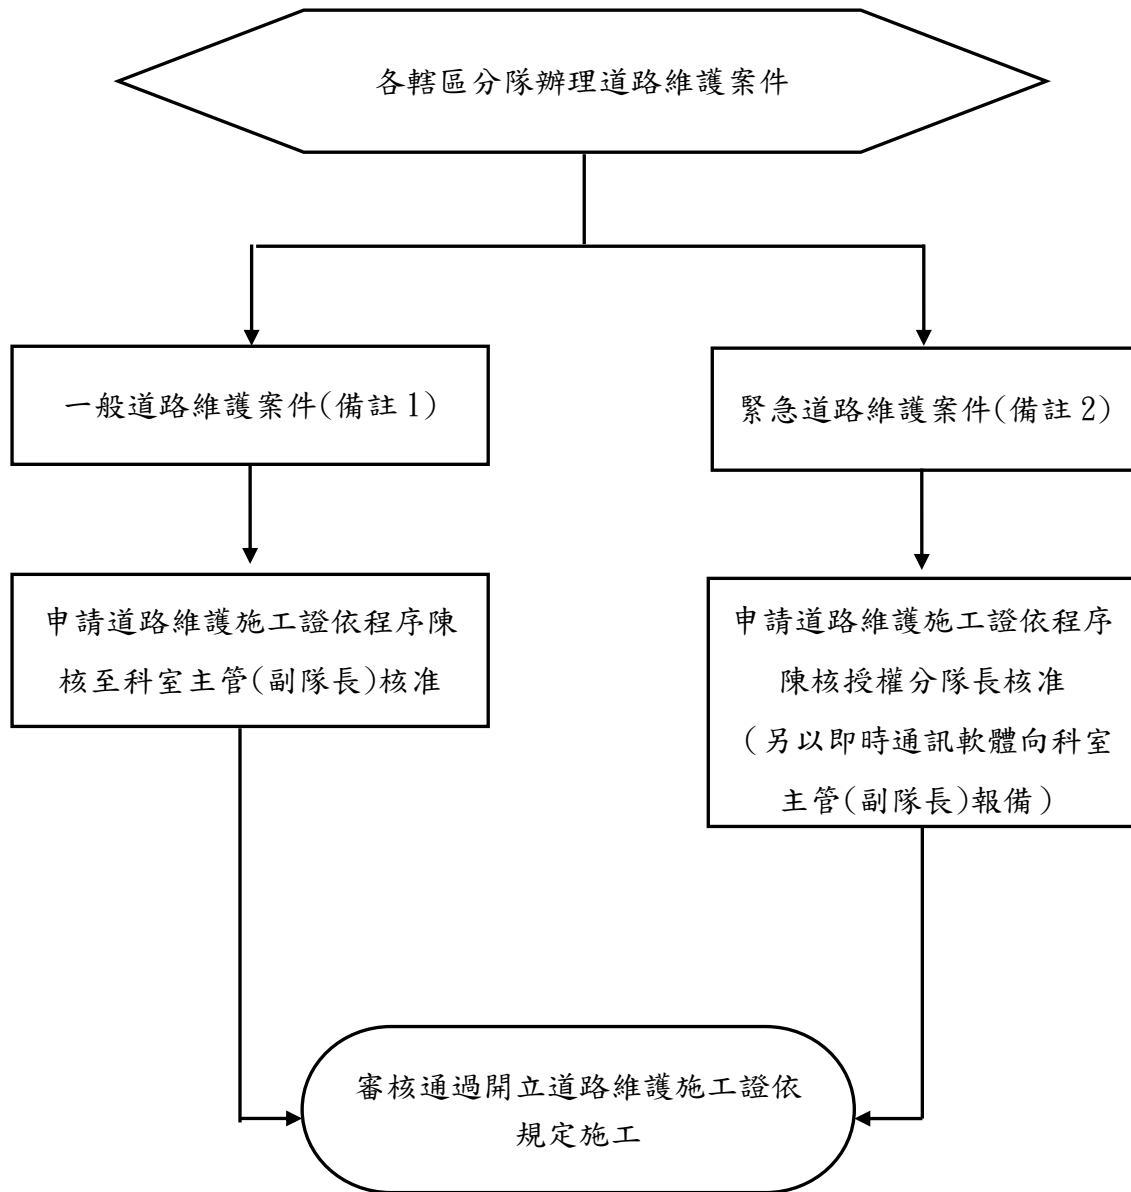 各轄區分隊辦理道路維護案件
一般道路維護案件(備註 1)
緊急道路維護案件(備註 2)
申請道路維護施工證依程序陳
核至科室主管(副隊長)核准
申請道路維護施工證依程序
陳核授權分隊長核准
(另以即時通訊軟體向科室
主管(副隊長)報備)
審核通過開立道路維護施工證依
規定施工